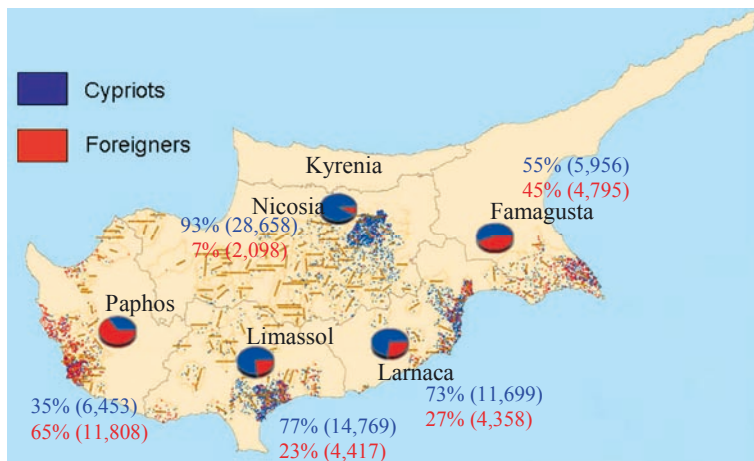 Cypriots
Foreigners
Kyrenia
55% (5,956)
45% (4,795)
Nicosia
Famagusta
93% (28,658)
7% (2,098)
Paphos
Limassol
Larnaca
73% (11,699)
27% (4,358)
35% (6,453)
65% (11,808)
77% (14,769)
23% (4,417)